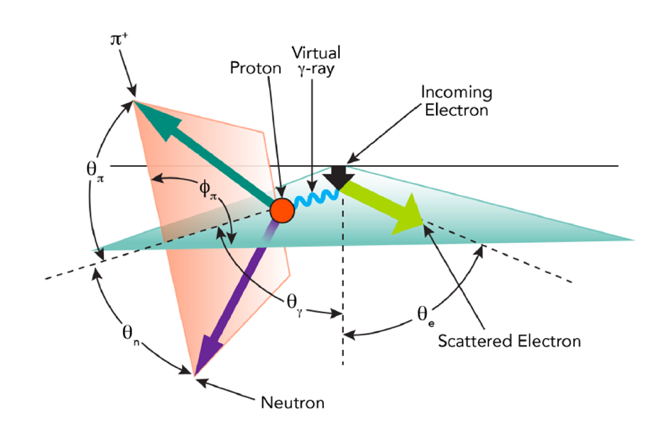 π⁺
Virtual
γ-ray
Proton
Incoming
Electron
θπ
ϕπ
θγ
θe
θn
Scattered Electron
Neutron